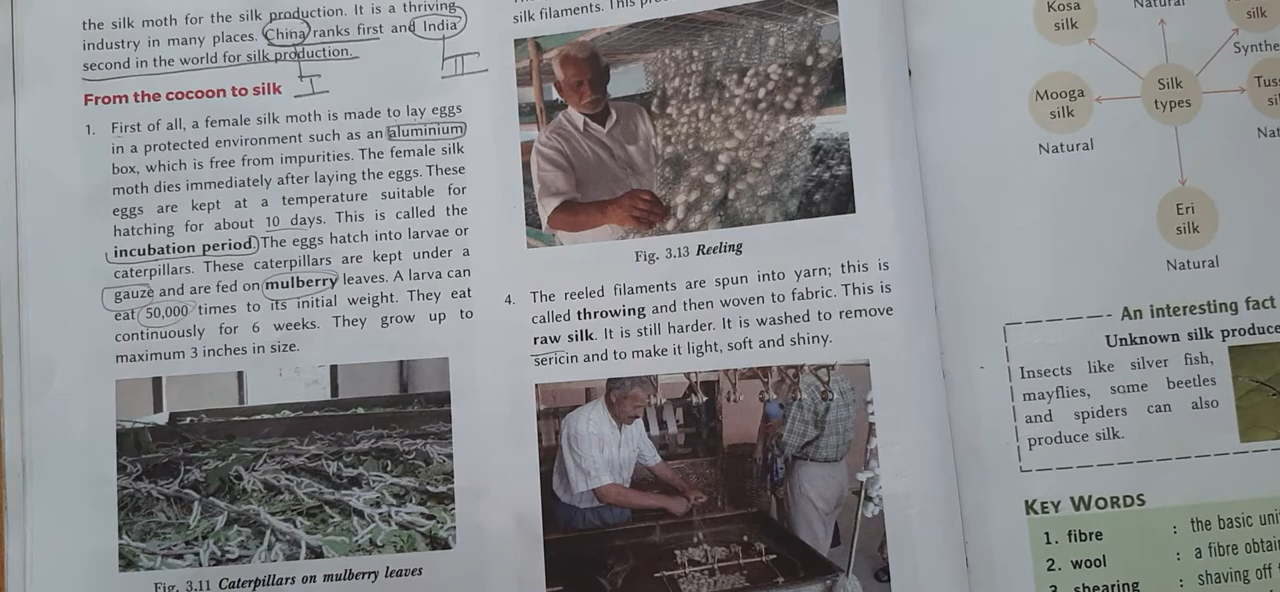 the silk moth for the silk production. It is a thriving
industry in many places. China ranks first and India
second in the world for silk production.
I
II
From the cocoon to silk
1. First of all, a female silk moth is made to lay eggs
in a protected environment such as an aluminium
box, which is free from impurities. The female silk
moth dies immediately after laying the eggs. These
eggs are kept at a temperature suitable for
hatching for about 10 days. This is called the
incubation period. The eggs hatch into larvae or
caterpillars. These caterpillars are kept under a
gauze and are fed on mulberry leaves. A larva can
eat 50,000 times to its initial weight. They eat
continuously for 6 weeks. They grow up to
maximum 3 inches in size.
Fig. 3.11 Caterpillars on mulberry leaves
silk filaments. This
Fig. 3.13 Reeling
4. The reeled filaments are spun into yarn; this is
called throwing and then woven to fabric. This is
raw silk. It is still harder. It is washed to remove
sericin and to make it light, soft and shiny.
Kosa
silk
Natural
silk
Synthe
Mooga
silk
Natural
Silk
types
Tus
si
Nat
Eri
silk
Natural
An interesting fact
Unknown silk produce
Insects like silver fish,
mayflies, some beetles
and spiders can also
produce silk.
KEY WORDS
1. fibre : the basic uni
2. wool : a fibre obtai
3. shearing : shaving off